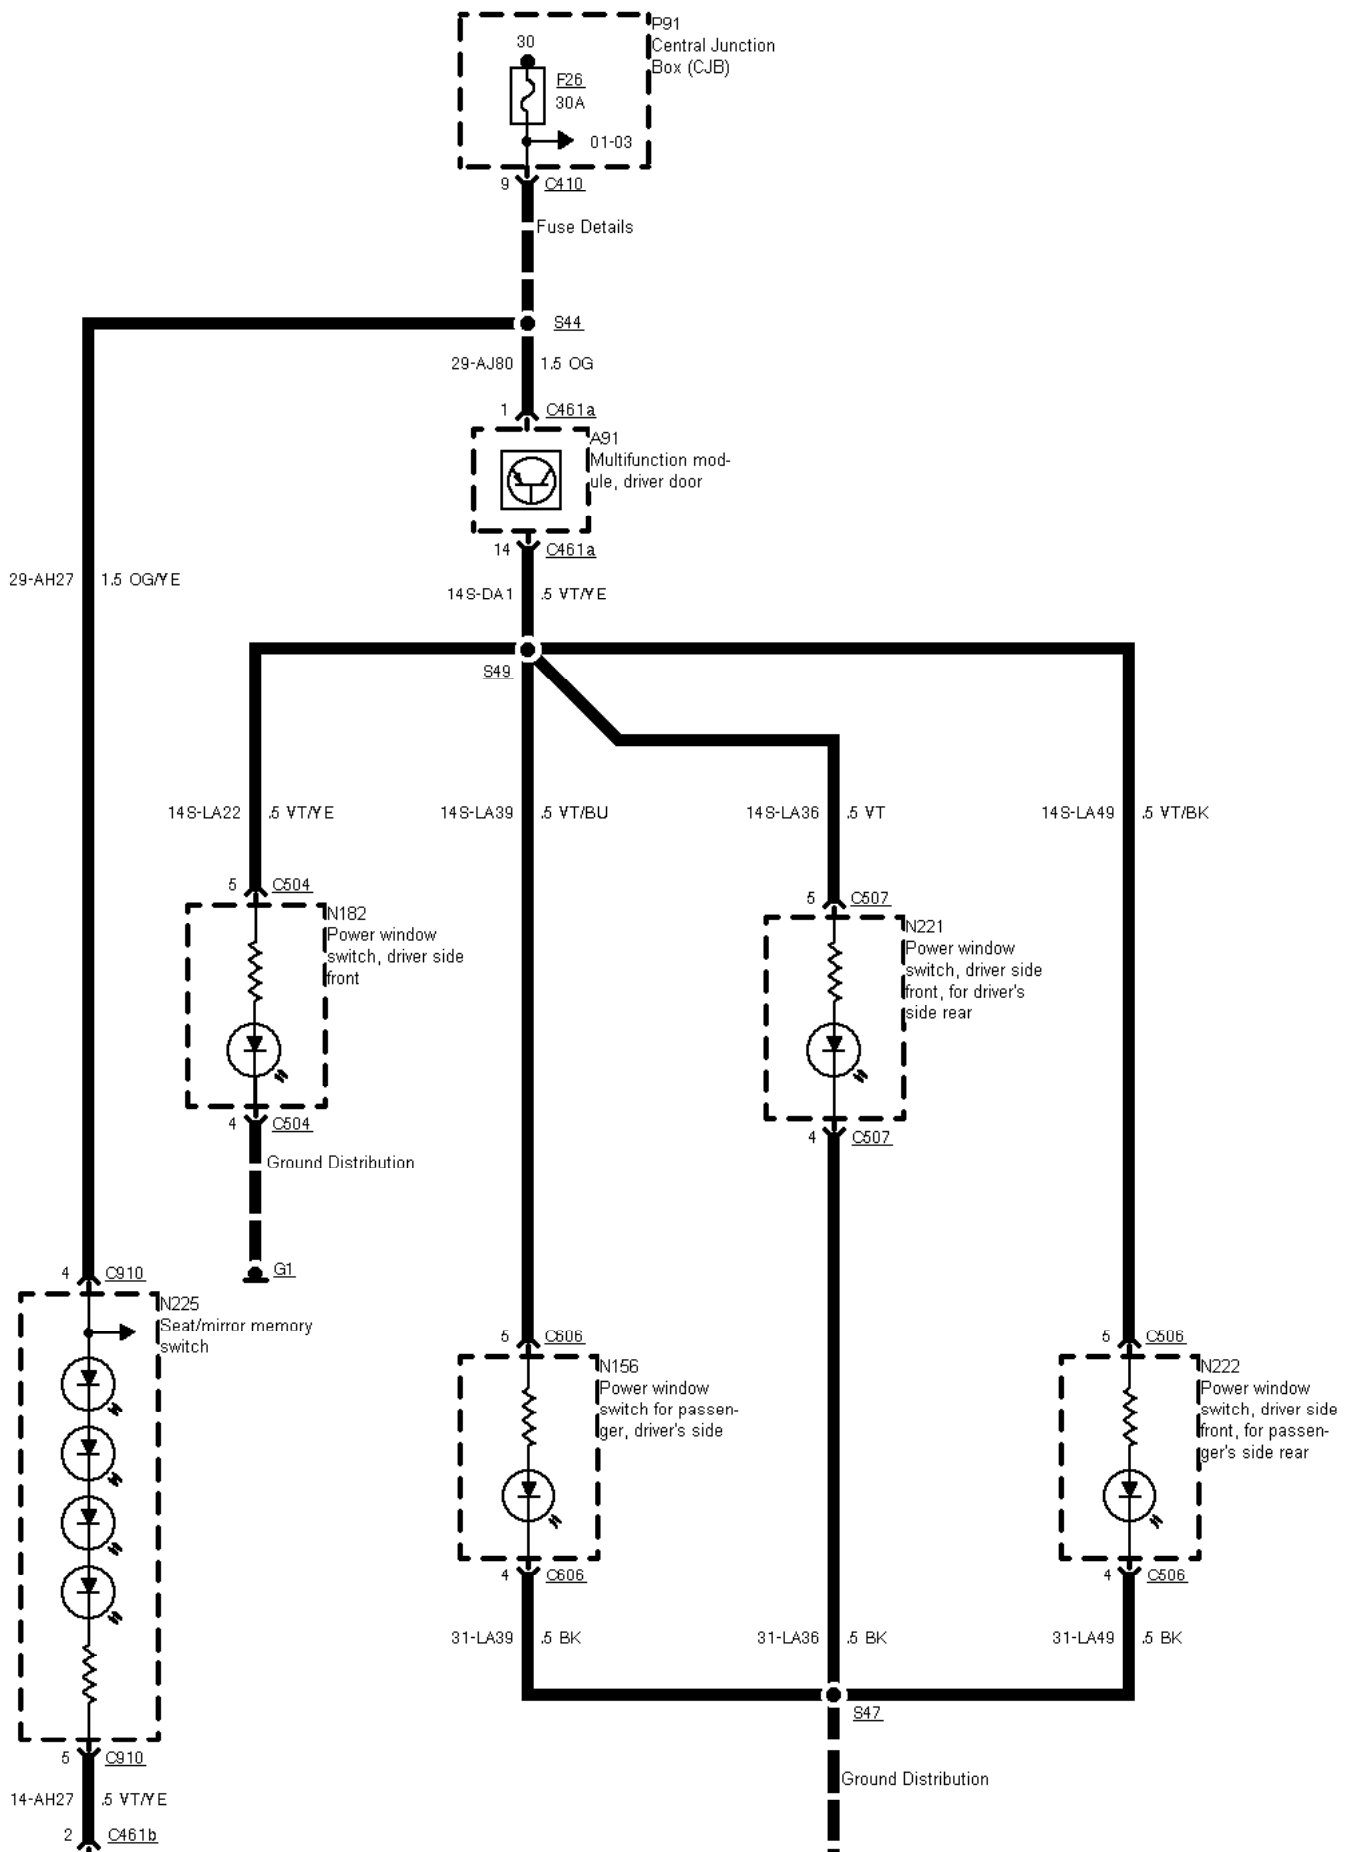 P91
Central Junction
Box (CJB)
30
F26
30A
01-03
9 C410
Fuse Details
S44
29-AJ80 1.5 OG
1 C461a
A91
Multifunction mod-
ule, driver door
14 C461a
29-AH27 1.5 OG/YE
14S-DA1 .5 VT/YE
S49
14S-LA22 .5 VT/YE
14S-LA39 .5 VT/BU
14S-LA36 .5 VT
14S-LA49 .5 VT/BK
5 C504
N182
Power window
switch, driver side
front
5 C507
N221
Power window
switch, driver side
front, for driver's
side rear
4 C504
4 C507
Ground Distribution
G1
4 C910
N225
Seat/mirror memory
switch
5 C606
N156
Power window
switch for passen-
ger, driver's side
5 C506
N222
Power window
switch, driver side
front, for passen-
ger's side rear
4 C606
4 C506
31-LA39 .5 BK
31-LA36 .5 BK
31-LA49 .5 BK
S47
5 C910
Ground Distribution
14-AH27 .5 VT/YE
2 C461b